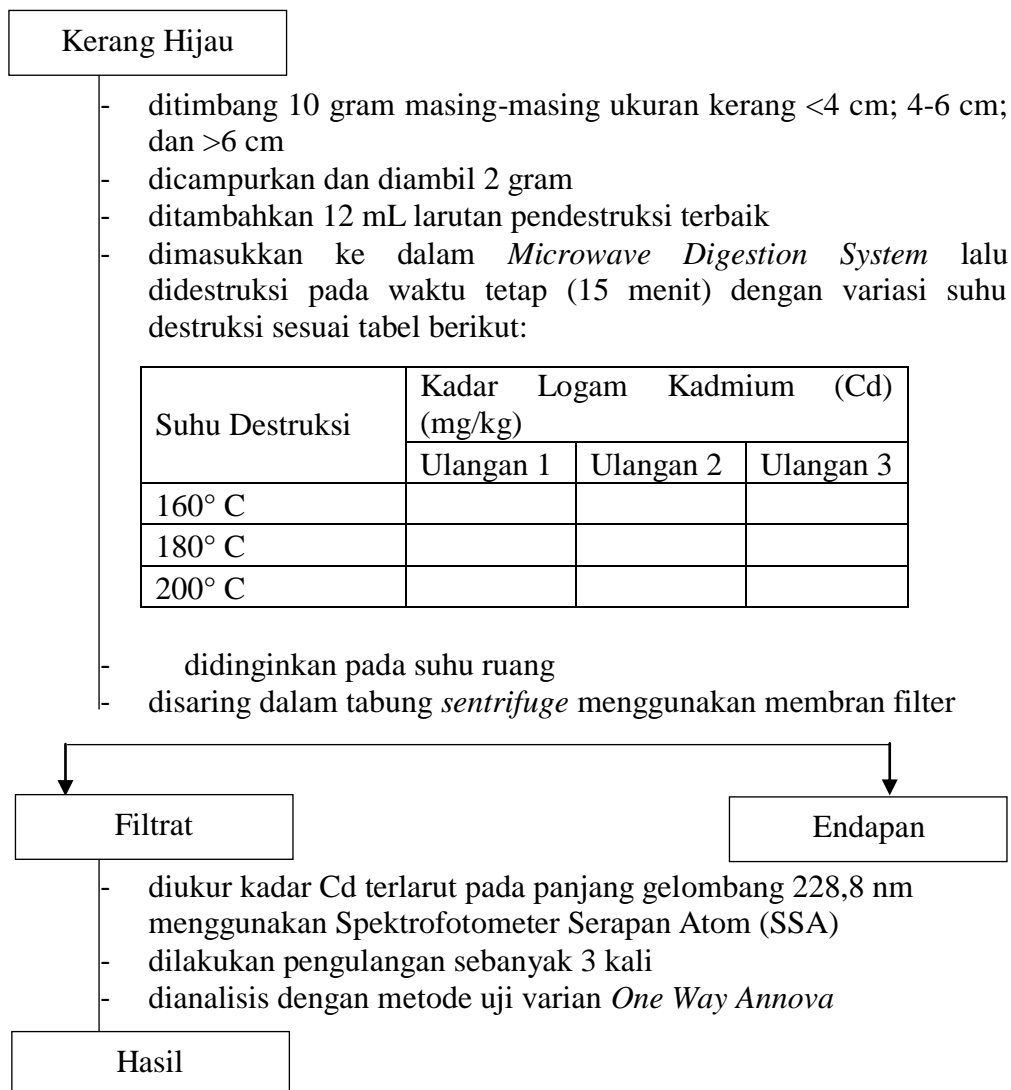 Kerang Hijau
- ditimbang 10 gram masing-masing ukuran kerang <4 cm; 4-6 cm;
dan >6 cm
- dicampurkan dan diambil 2 gram
- ditambahkan 12 mL larutan pendestruksi terbaik
- dimasukkan ke dalam Microwave Digestion System lalu
didestruksi pada waktu tetap (15 menit) dengan variasi suhu
destruksi sesuai tabel berikut:
Suhu Destruksi
Kadar Logam Kadmium (Cd)
(mg/kg)
Ulangan 1 Ulangan 2 Ulangan 3
160° C
180° C
200° C
- didinginkan pada suhu ruang
- disaring dalam tabung sentrifuge menggunakan membran filter
Filtrat Endapan
- diukur kadar Cd terlarut pada panjang gelombang 228,8 nm
menggunakan Spektrofotometer Serapan Atom (SSA)
- dilakukan pengulangan sebanyak 3 kali
- dianalisis dengan metode uji varian One Way Annova
Hasil